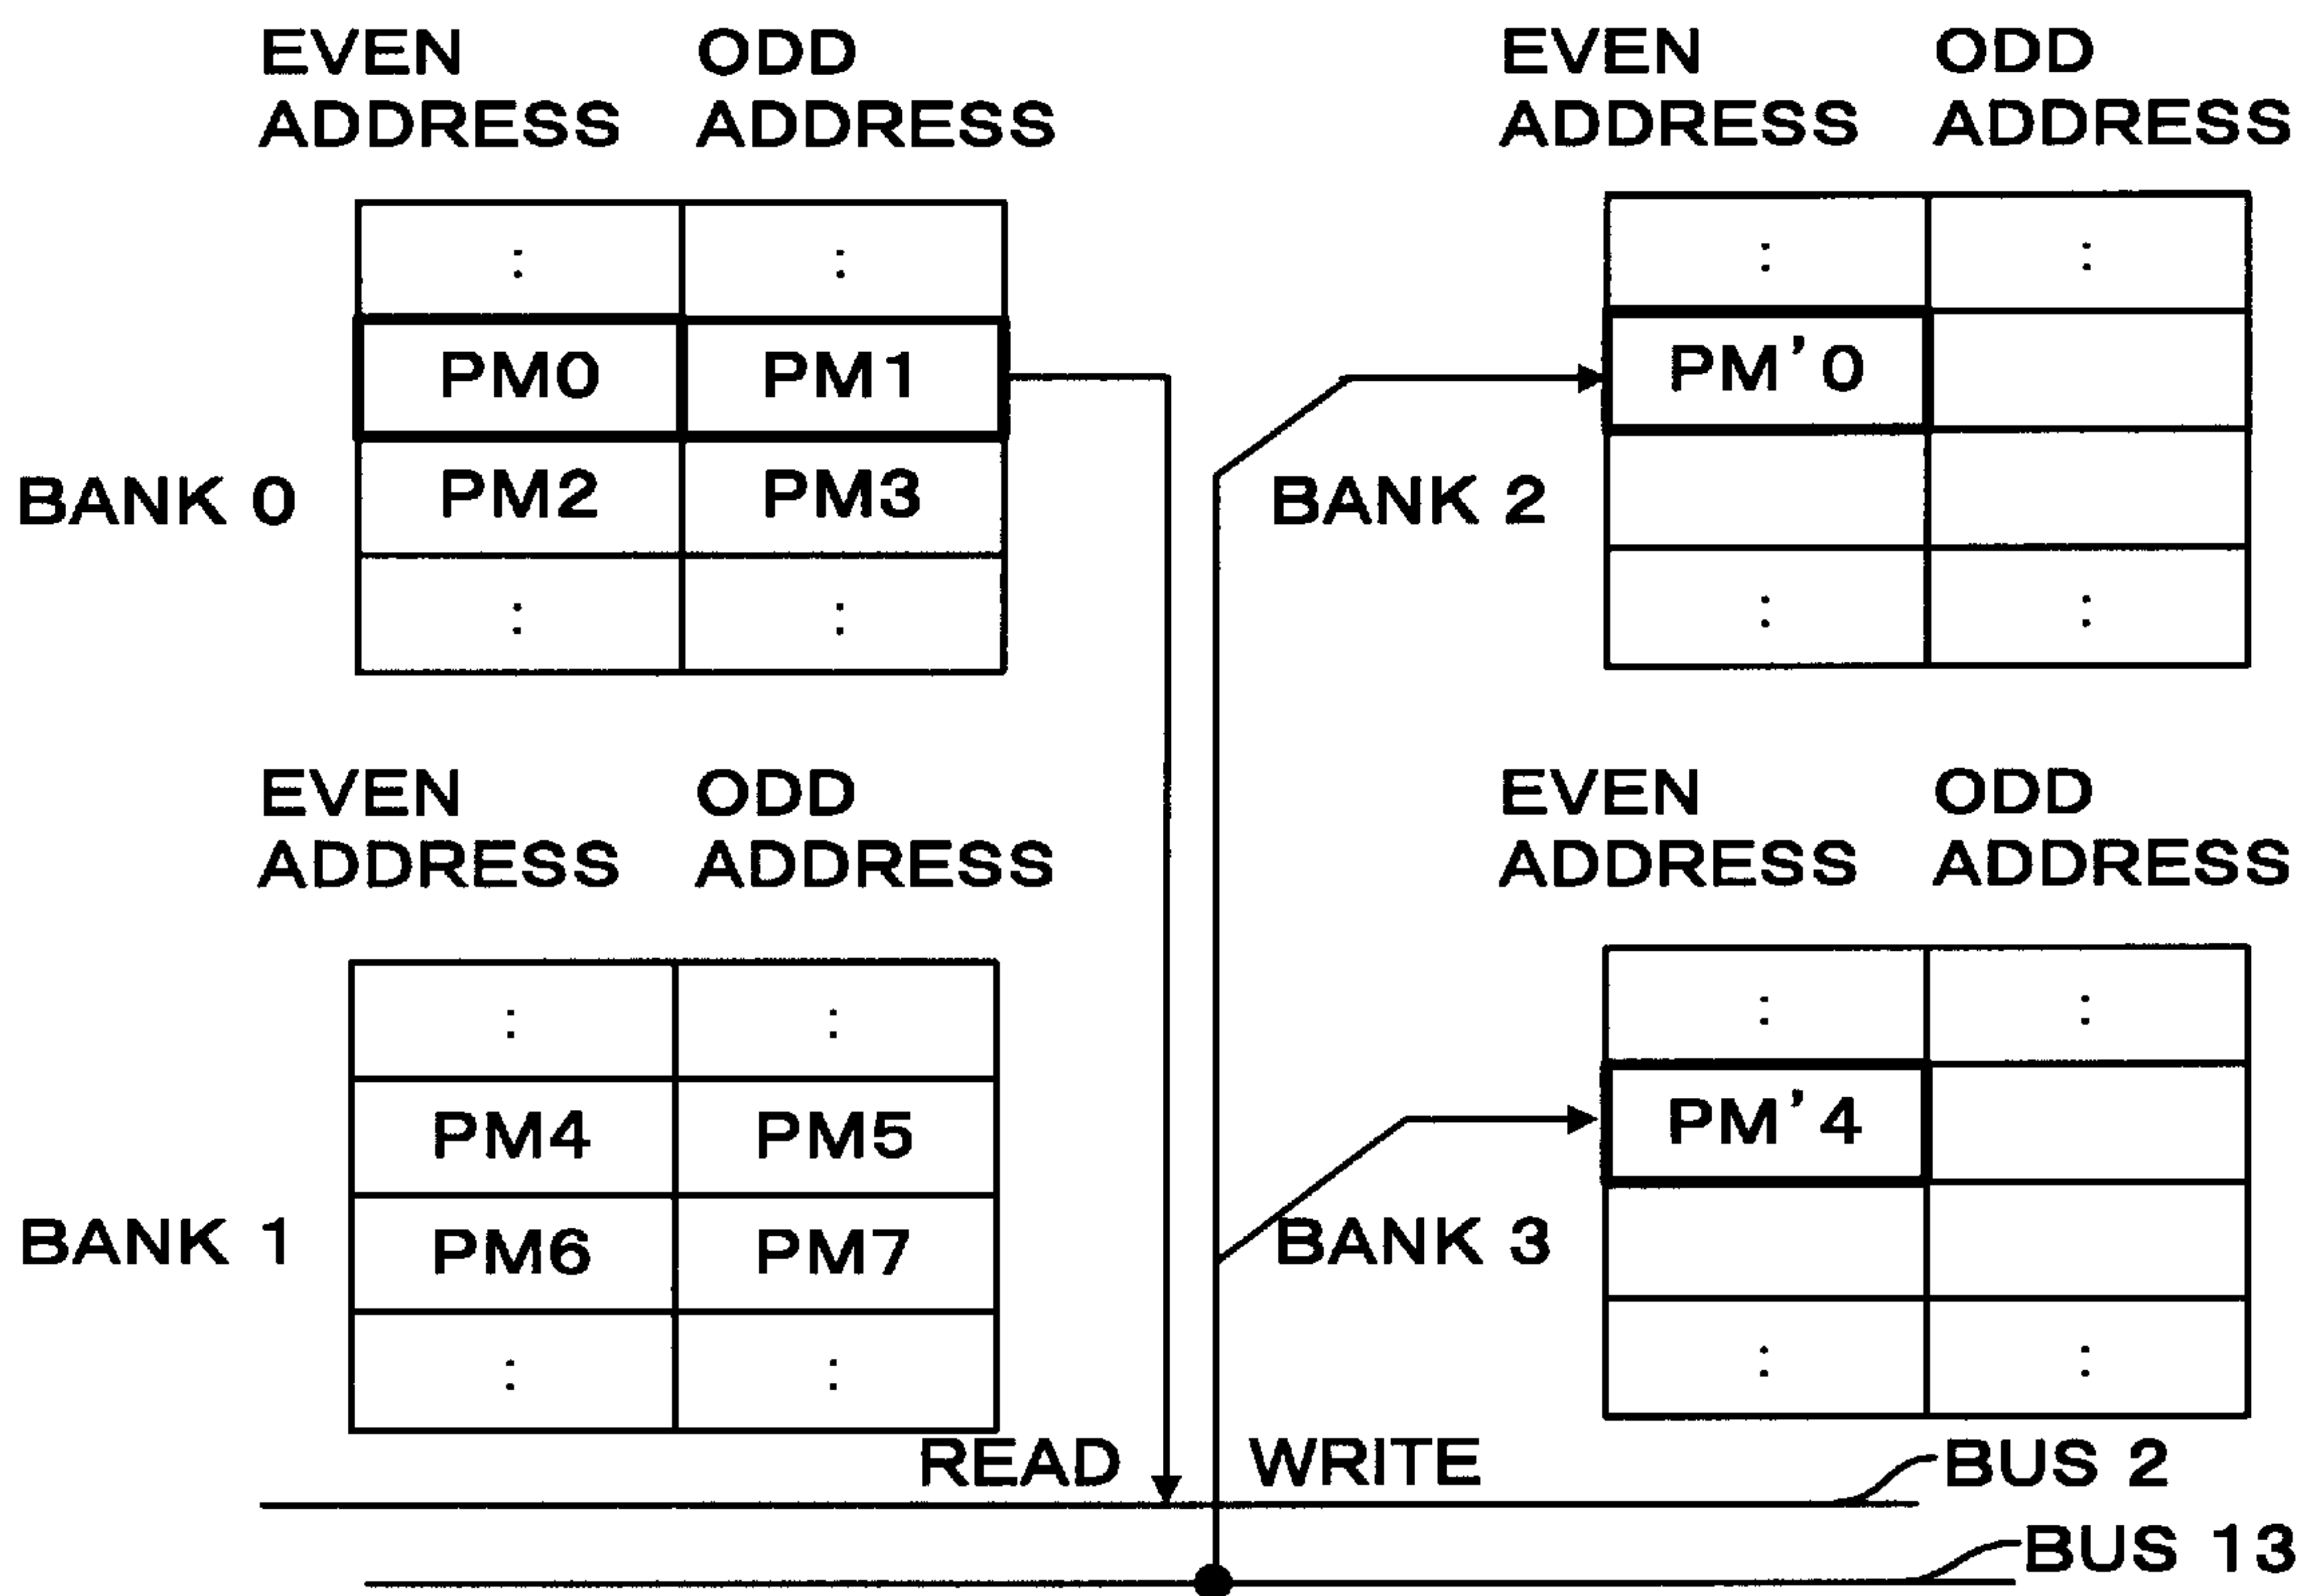 EVEN ADDRESS
ODD ADDRESS
:
:
PM0
PM1
BANK 0
PM2
PM3
:
:
EVEN ADDRESS
ODD ADDRESS
:
:
PM'0
BANK 2
:
:
EVEN ADDRESS
ODD ADDRESS
:
:
PM4
PM5
BANK 1
PM6
PM7
:
:
EVEN ADDRESS
ODD ADDRESS
:
:
PM'4
BANK 3
:
:
READ
WRITE
BUS 2
BUS 13